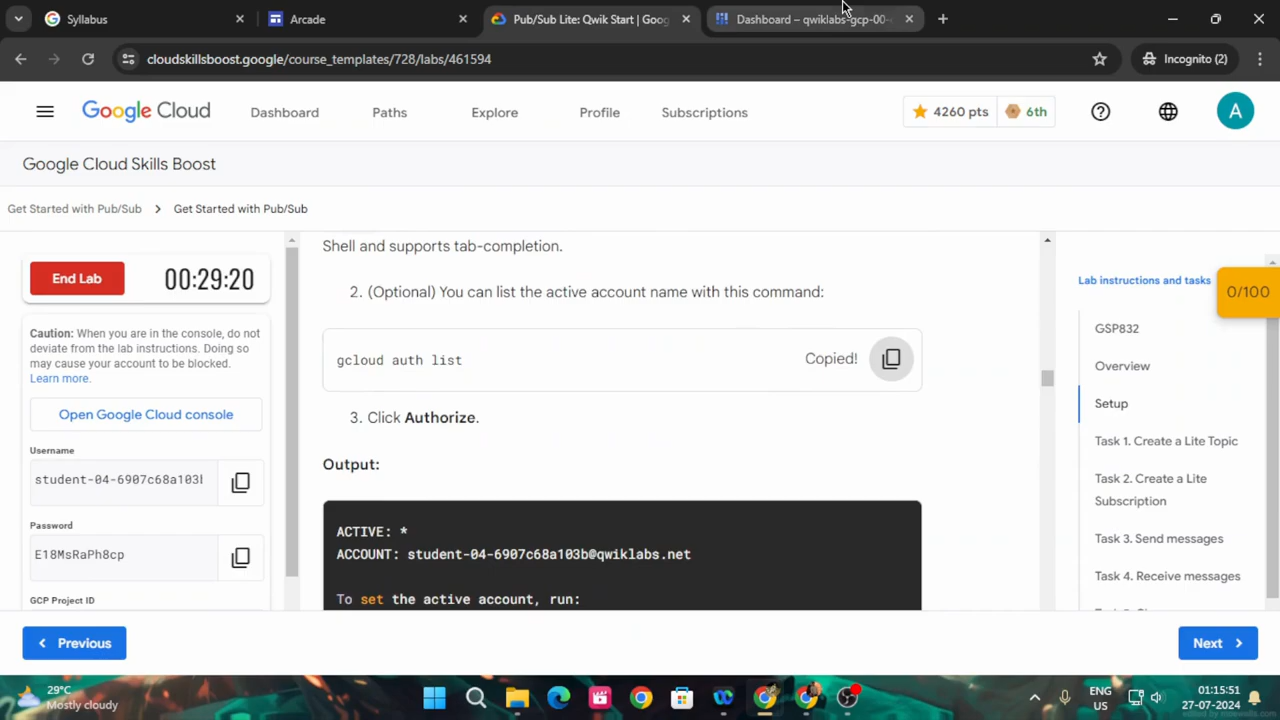 Syllabus
Arcade
Pub/Sub Lite: Qwik Start | Goog
Dashboard – qwiklabs-gcp-00-
cloudskillsboost.google/course_templates/728/labs/461594
Incognito (2)
Google Cloud
Dashboard
Paths
Explore
Profile
Subscriptions
4260 pts
6th
A
Google Cloud Skills Boost
Get Started with Pub/Sub > Get Started with Pub/Sub
End Lab
00:29:20
Caution: When you are in the console, do not
deviate from the lab instructions. Doing so
may cause your account to be blocked.
Learn more.
Open Google Cloud console
Username
student-04-6907c68a103b
Password
E18MsRaPh8cp
GCP Project ID
Shell and supports tab-completion.
2. (Optional) You can list the active account name with this command:
gcloud auth list
Copied!
3. Click Authorize.
Output:
ACTIVE: *
ACCOUNT: student-04-6907c68a103b@qwiklabs.net
To set the active account, run:
Lab instructions and tasks
0/100
GSP832
Overview
Setup
Task 1. Create a Lite Topic
Task 2. Create a Lite
Subscription
Task 3. Send messages
Task 4. Receive messages
Previous
Next
29°C
Mostly cloudy
ENG
US
01:15:51
27-07-2024